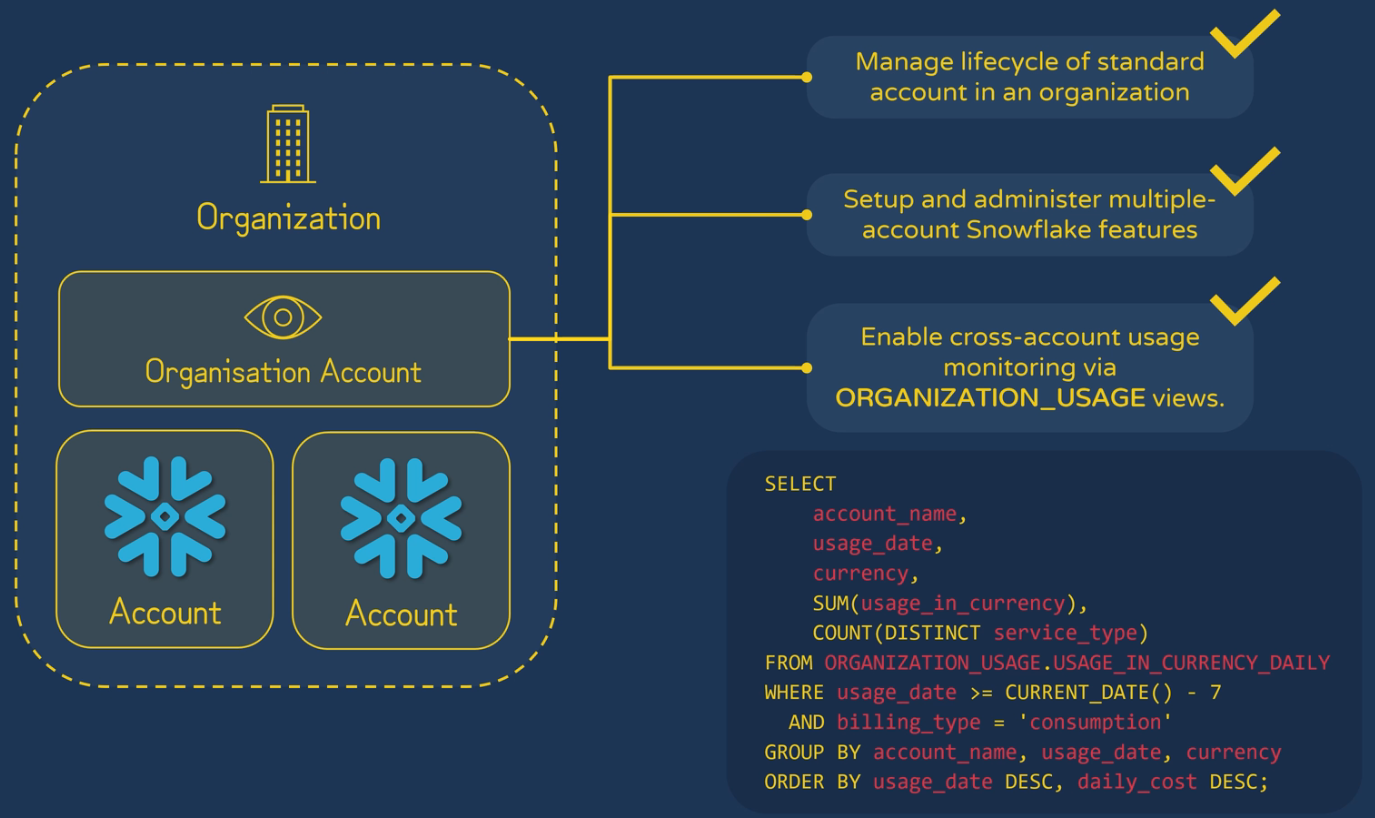 Organization
Organisation Account
Account
Account
Manage lifecycle of standard
account in an organization
Setup and administer multiple-
account Snowflake features
Enable cross-account usage
monitoring via
ORGANIZATION_USAGE views.
SELECT
account_name,
usage_date,
currency,
SUM(usage_in_currency),
COUNT(DISTINCT service_type)
FROM ORGANIZATION_USAGE.USAGE_IN_CURRENCY_DAILY
WHERE usage_date >= CURRENT_DATE() - 7
AND billing_type = 'consumption'
GROUP BY account_name, usage_date, currency
ORDER BY usage_date DESC, daily_cost DESC;